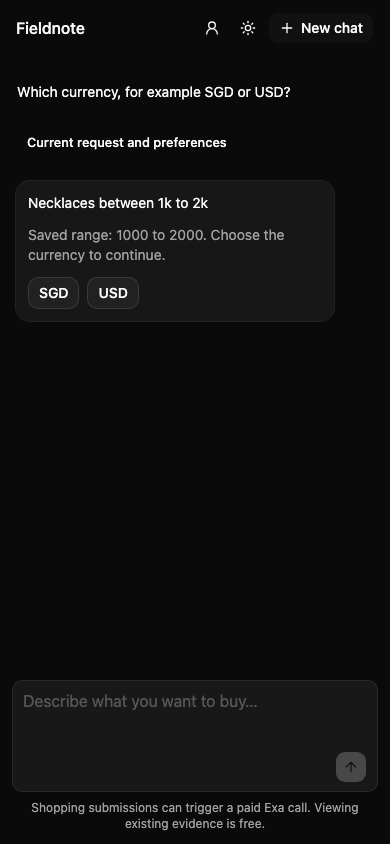 Fieldnote
New chat
Which currency, for example SGD or USD?
Current request and preferences
Necklaces between 1k to 2k
Saved range: 1000 to 2000. Choose the
currency to continue.
SGD USD
Describe what you want to buy...
Shopping submissions can trigger a paid Exa call. Viewing
existing evidence is free.